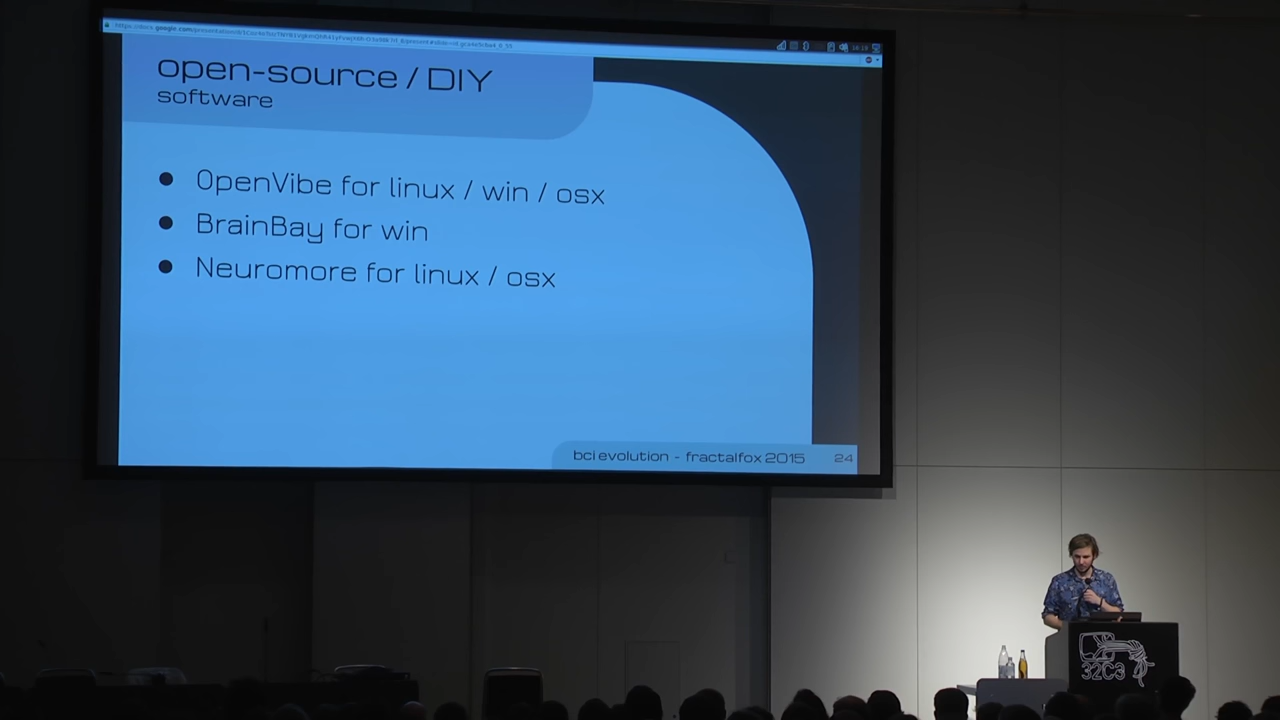 open-source / DIY
software
OpenVibe for linux / win / osx
BrainBay for win
Neuromore for linux / osx
bci evolution - fractalfox 2015 24
32C3